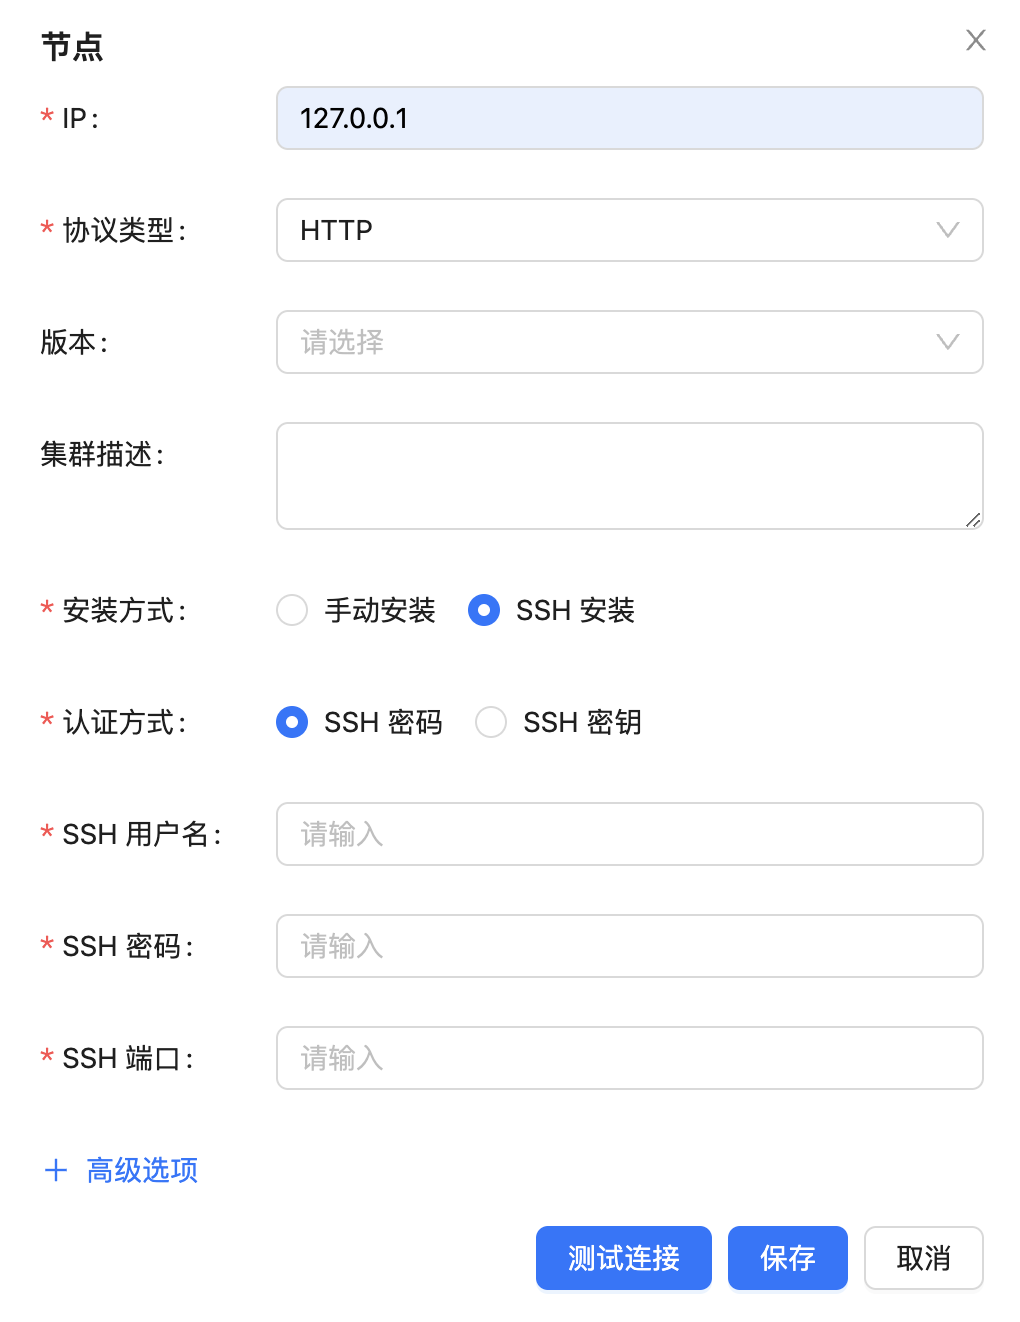 节点
* IP: 127.0.0.1
* 协议类型: HTTP
版本: 请选择
集群描述:
* 安装方式: 手动安装 SSH 安装
* 认证方式: SSH 密码 SSH 密钥
* SSH 用户名: 请输入
* SSH 密码: 请输入
* SSH 端口: 请输入
+ 高级选项
测试连接 保存 取消